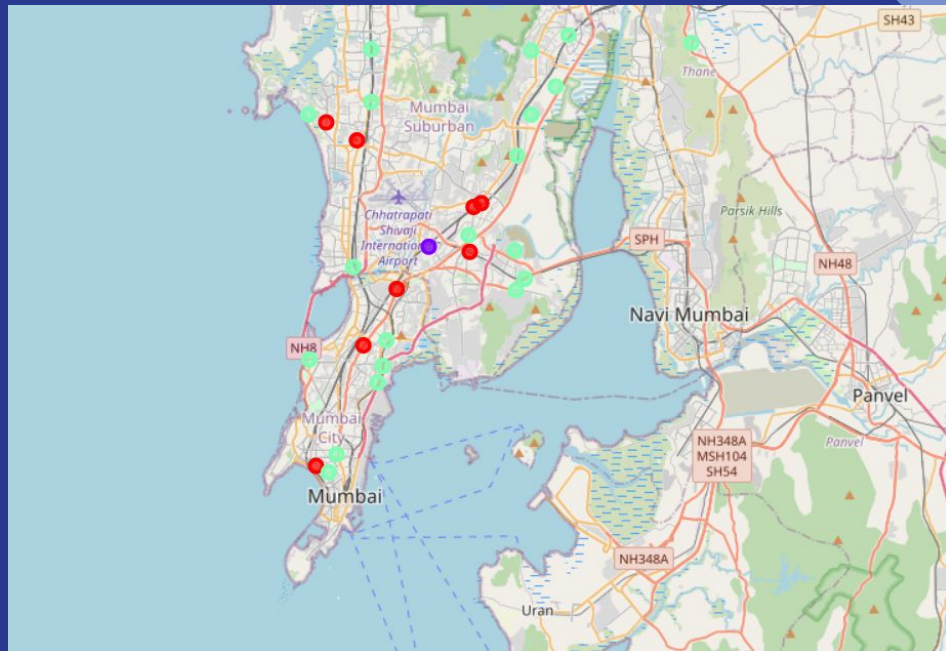 SH43
Thane
Mumbai
Suburban
Chhatrapati
Shivaji
International
Airport
Parsik Hills
SPH
NH48
Navi Mumbai
NH8
Panvel
Mumbai
City
NH348A
MSH104
SH54
Panvel
Mumbai
NH348A
Uran